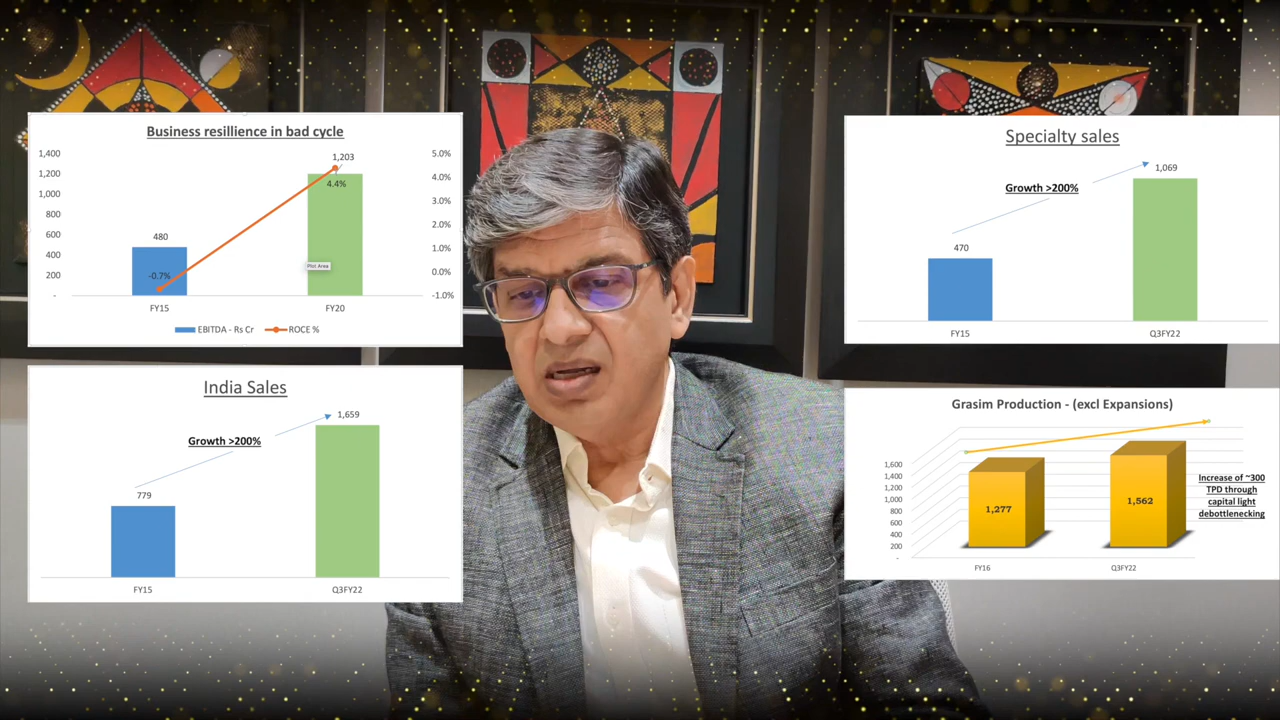 Business resillience in bad cycle
1,400
1,200
1,000
800
600
400
200
-
5.0%
4.0%
3.0%
2.0%
1.0%
0.0%
-1.0%
480
-0.7%
1,203
4.4%
Plot Area
FY15
FY20
EBITDA - Rs Cr
ROCE %
Specialty sales
Growth >200%
470
1,069
FY15
Q3FY22
India Sales
Growth >200%
779
1,659
FY15
Q3FY22
Grasim Production - (excl Expansions)
1,600
1,400
1,200
1,000
800
600
400
200
-
1,277
1,562
FY16
Q3FY22
Increase of ~300
TPD through
capital light
debottlenecking